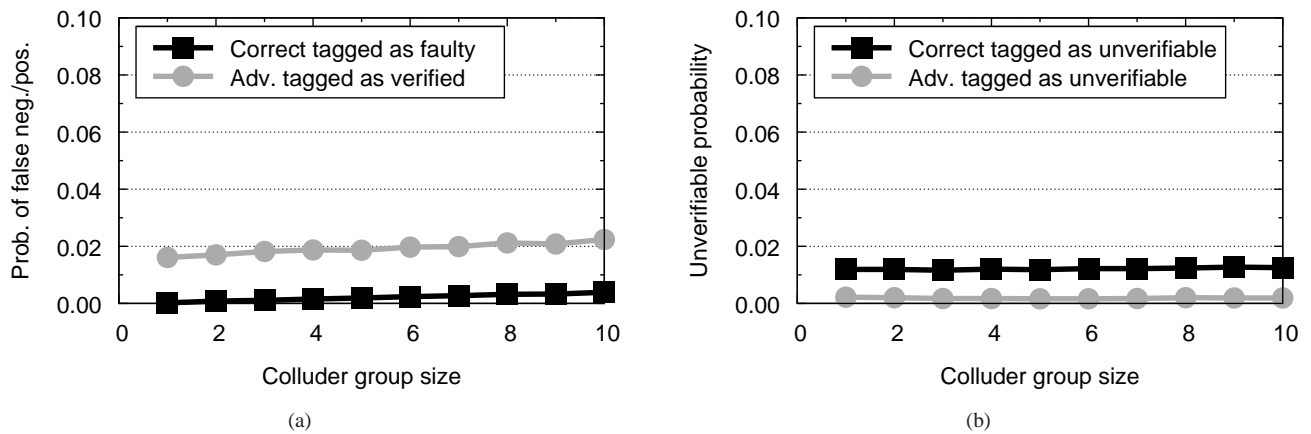 Prob. of false neg./pos.
0.10
0.08
0.06
0.04
0.02
0.00
Correct tagged as faulty
Adv. tagged as verified
0 2 4 6 8 10
Colluder group size
(a)
Unverifiable probability
0.10
0.08
0.06
0.04
0.02
0.00
Correct tagged as unverifiable
Adv. tagged as unverifiable
0 2 4 6 8 10
Colluder group size
(b)